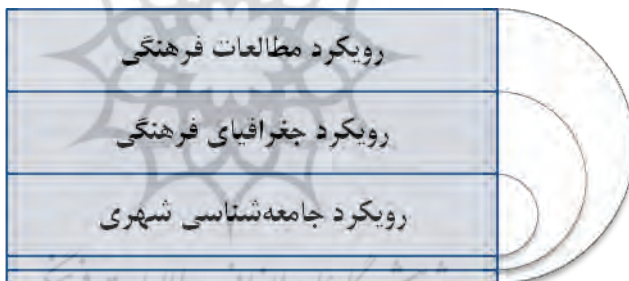 رویکرد مطالعات فرهنگی
رویکرد جغرافیای فرهنگی
رویکرد جامعه‌شناسی شهری